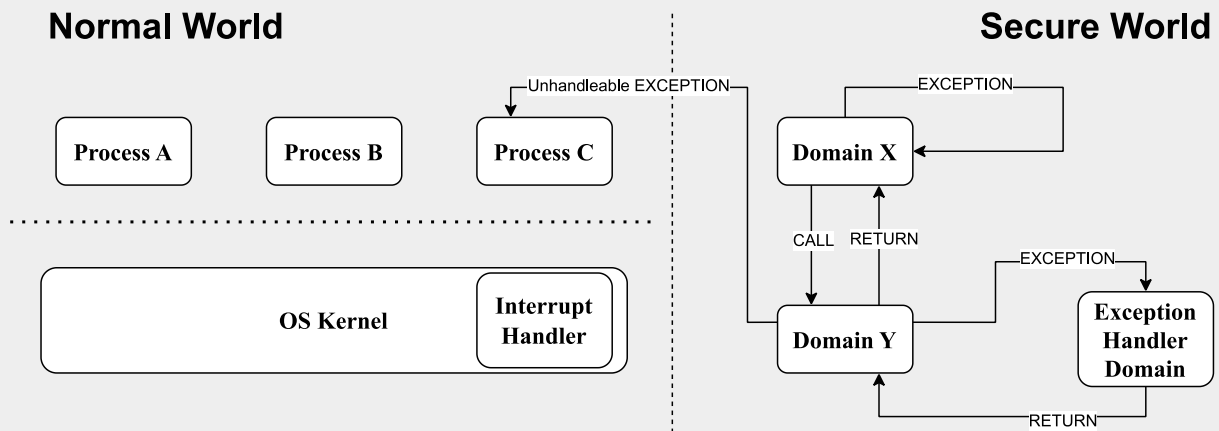 Normal World
Secure World
Unhandleable EXCEPTION
EXCEPTION
Process A
Process B
Process C
Domain X
CALL
RETURN
EXCEPTION
OS Kernel
Interrupt
Handler
Domain Y
Exception
Handler
Domain
RETURN